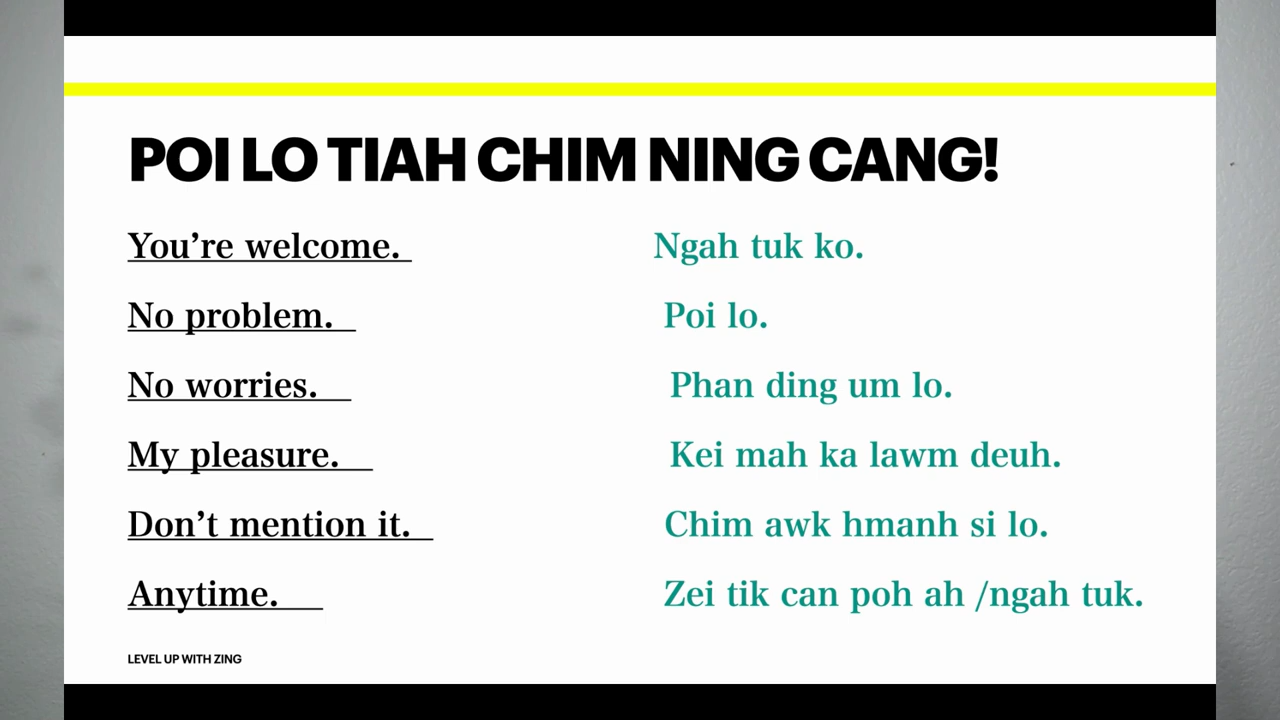 POI LO TIAH CHIM NING CANG!
You’re welcome. Ngah tuk ko.
No problem. Poi lo.
No worries. Phan ding um lo.
My pleasure. Kei mah ka lawm deuh.
Don’t mention it. Chim awk hmanh si lo.
Anytime. Zei tik can poh ah /ngah tuk.
LEVEL UP WITH ZING